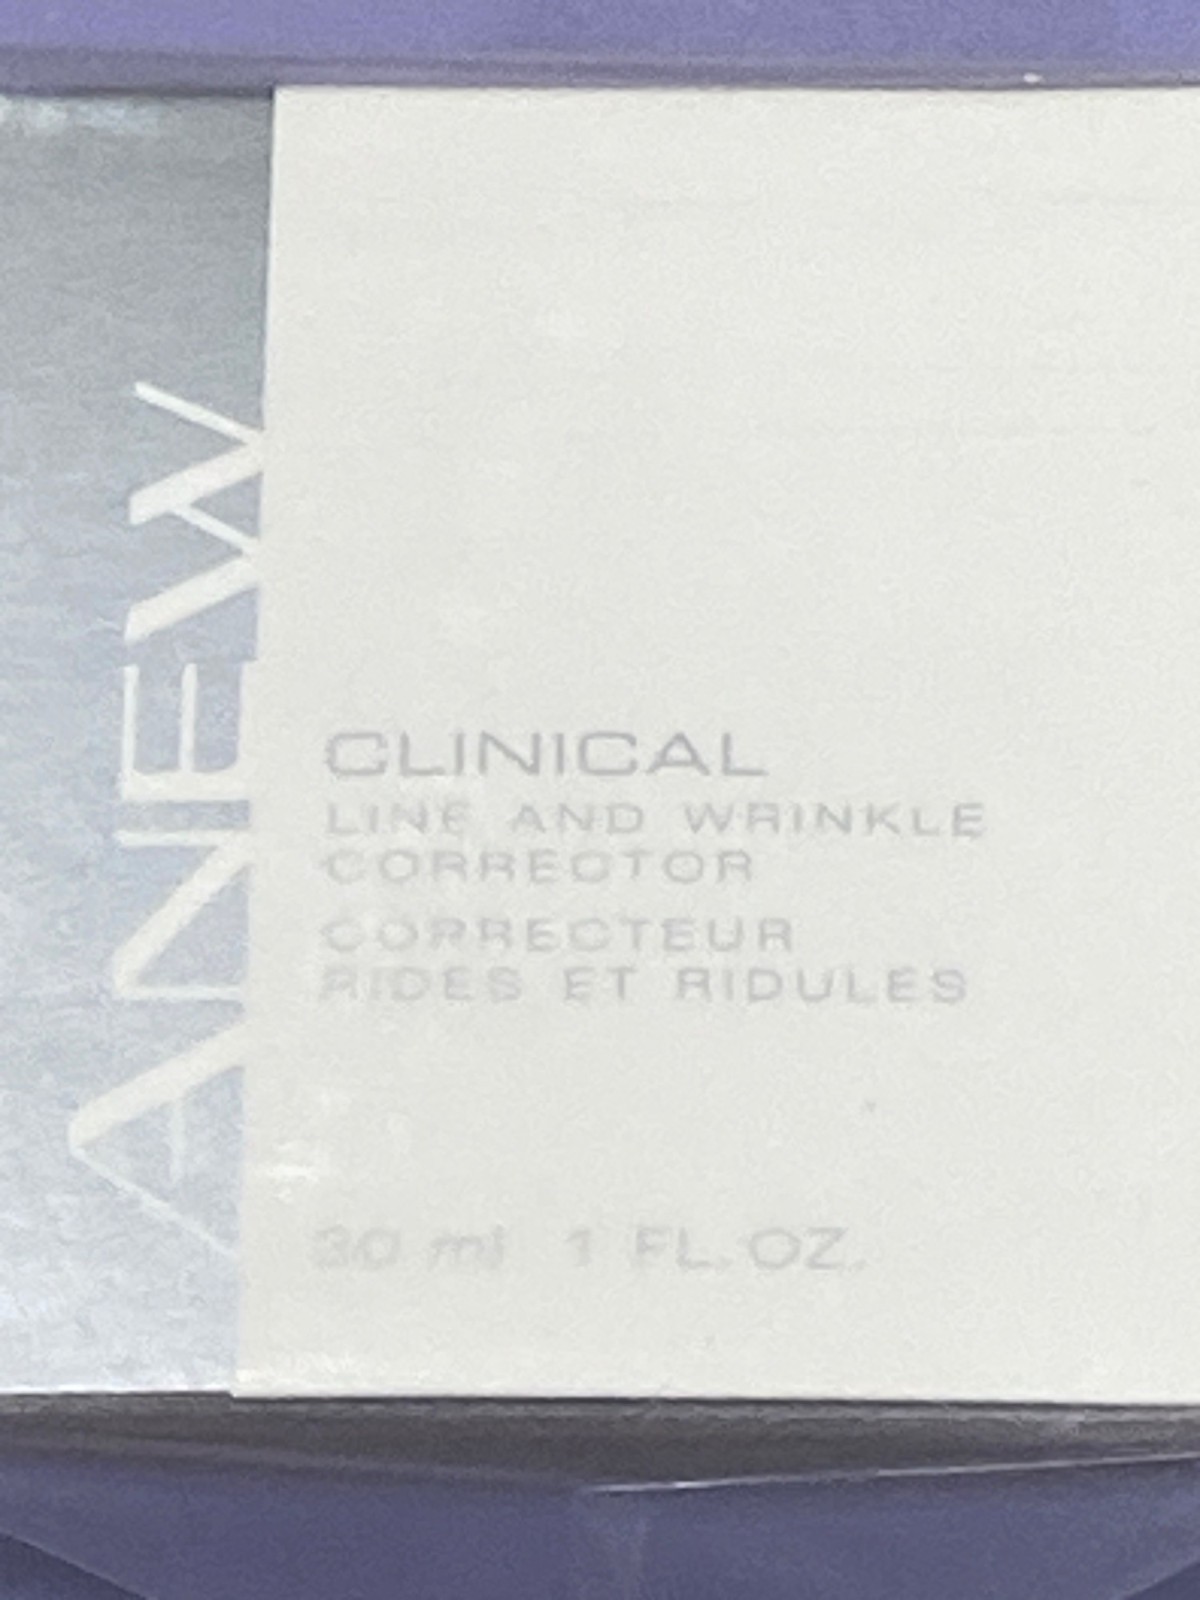 ANEW
CLINICAL
LINE AND WRINKLE
CORRECTOR
CORRECTEUR
RIDES ET RIDULES
30 ml 1 FL. OZ.